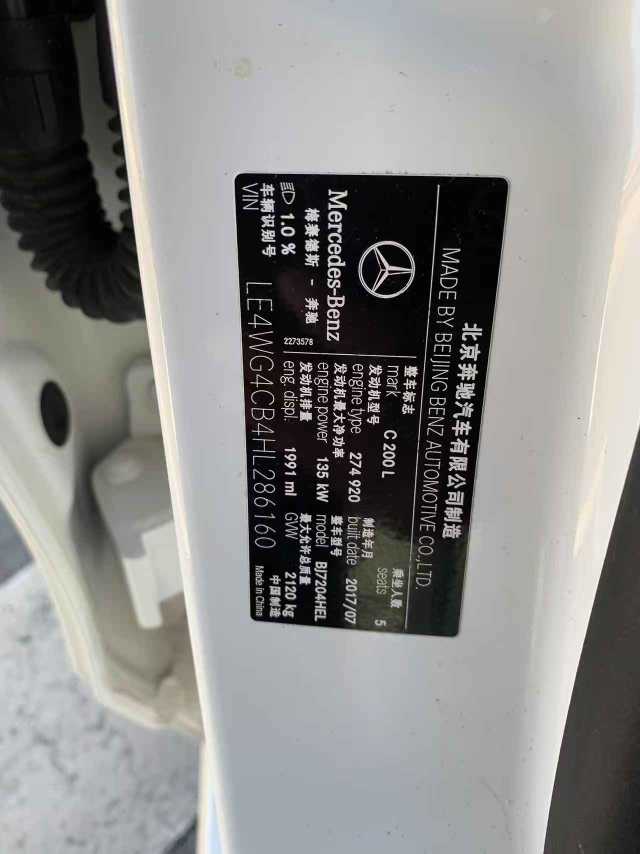 北京奔驰汽车有限公司制造
MADE BY BEIJING BENZ AUTOMOTIVE CO.,LTD.
Mercedes-Benz
梅赛德斯 - 奔驰
1.0 %
2273578
整车标志
mark C 200 L
乘坐人数
seats 5
发动机型号
engine type 274 920
制造年月
built date 2017/07
发动机最大净功率
engine power 135 kW
整车型号
model BJ7204HEL
发动机排量
eng. displ. 1991 ml
最大允许总质量
GVW 2120 kg
车辆识别号
VIN LE4WG4CB4HL286160
中国制造
Made in China